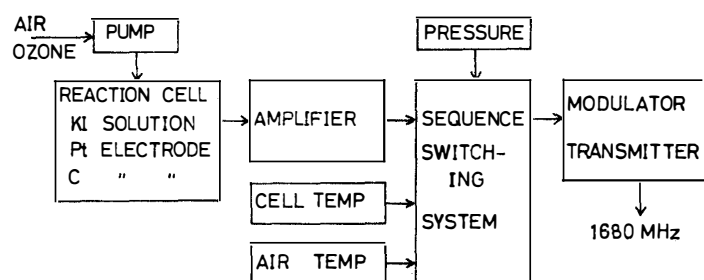 AIR
OZONE
PUMP
REACTION CELL
KI SOLUTION
Pt ELECTRODE
C " "
AMPLIFIER
CELL TEMP
AIR TEMP
PRESSURE
SEQUENCE
SWITCH-
ING
SYSTEM
MODULATOR
TRANSMITTER
1680 MHz